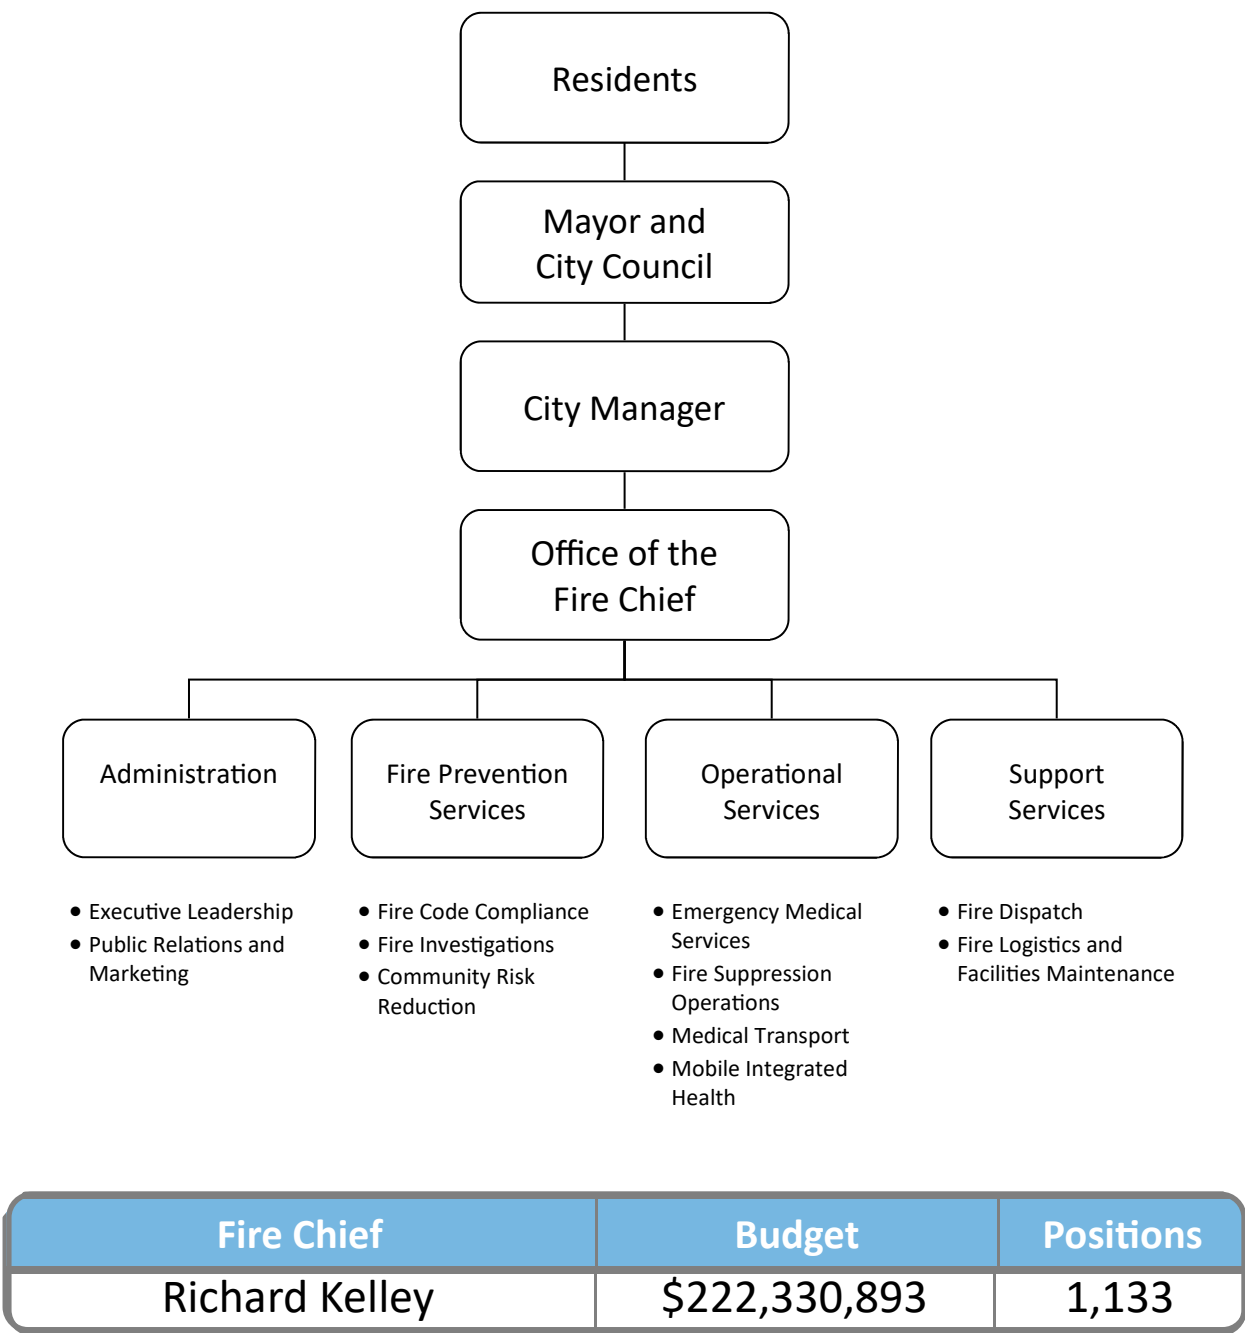 Residents
Mayor and
City Council
City Manager
Office of the
Fire Chief
Administration
Fire Prevention
Services
Operational
Services
Support
Services
• Executive Leadership
• Public Relations and
Marketing
• Fire Code Compliance
• Fire Investigations
• Community Risk
Reduction
• Emergency Medical
Services
• Fire Suppression
Operations
• Medical Transport
• Mobile Integrated
Health
• Fire Dispatch
• Fire Logistics and
Facilities Maintenance
Fire Chief Budget Positions
Richard Kelley $222,330,893 1,133